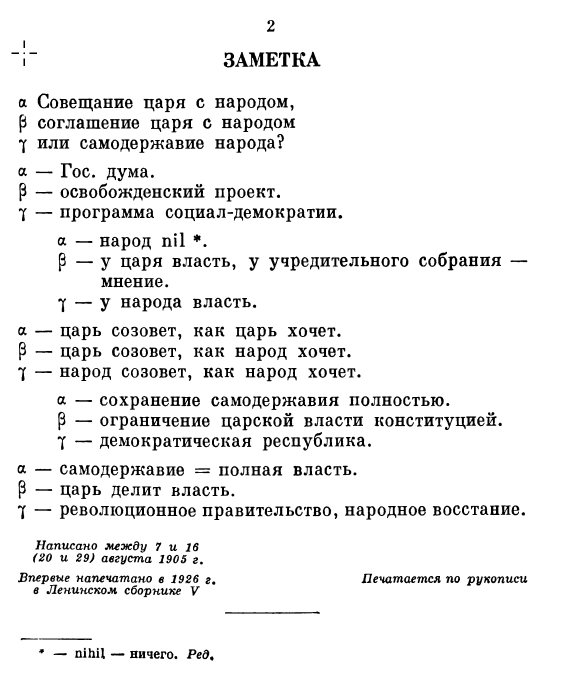 2
ЗАМЕТКА
α Совещание царя с народом,
β соглашение царя с народом
γ или самодержавие народа?
α — Гос. дума.
β — освобожденский проект.
γ — программа социал-демократии.
α — народ nil *.
β — у царя власть, у учредительного собрания —
мнение.
γ — у народа власть.
α — царь созовет, как царь хочет.
β — царь созовет, как народ хочет.
γ — народ созовет, как народ хочет.
α — сохранение самодержавия полностью.
β — ограничение царской власти конституцией.
γ — демократическая республика.
α — самодержавие = полная власть.
β — царь делит власть.
γ — революционное правительство, народное восстание.
Написано между 7 и 16
(20 и 29) августа 1905 г.
Впервые напечатано в 1926 г.
в Ленинском сборнике V
Печатается по рукописи
* — nihil — ничего. Ред.